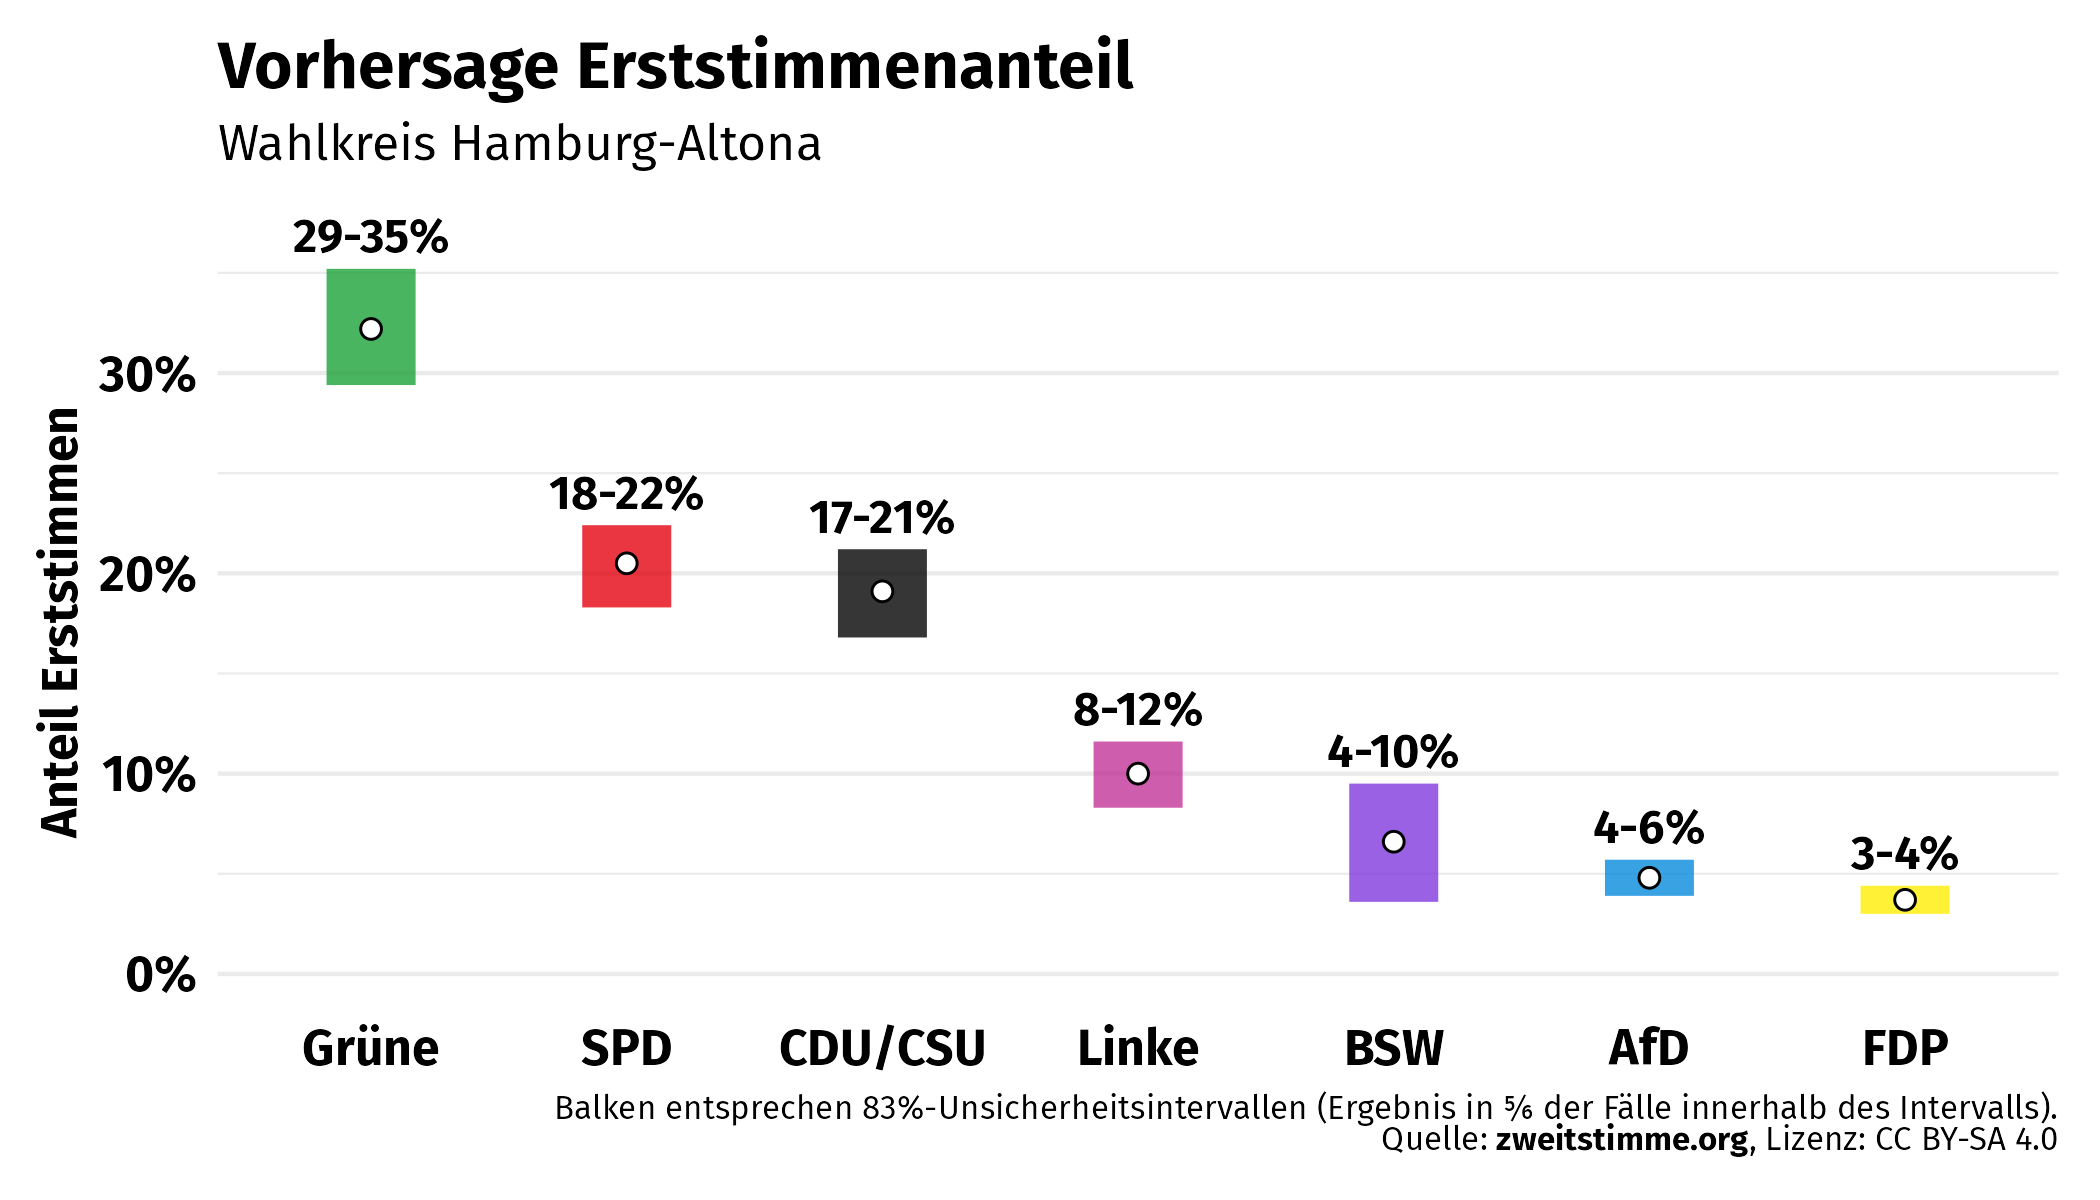 Vorhersage Erststimmenanteil
Wahlkreis Hamburg-Altona
Anteil Erststimmen
30%
20%
10%
0%
29-35%
18-22%
17-21%
8-12%
4-10%
4-6%
3-4%
Grüne SPD CDU/CSU Linke BSW AfD FDP
Balken entsprechen 83%-Unsicherheitsintervallen (Ergebnis in ⅚ der Fälle innerhalb des Intervalls).
Quelle: zweitstimme.org, Lizenz: CC BY-SA 4.0